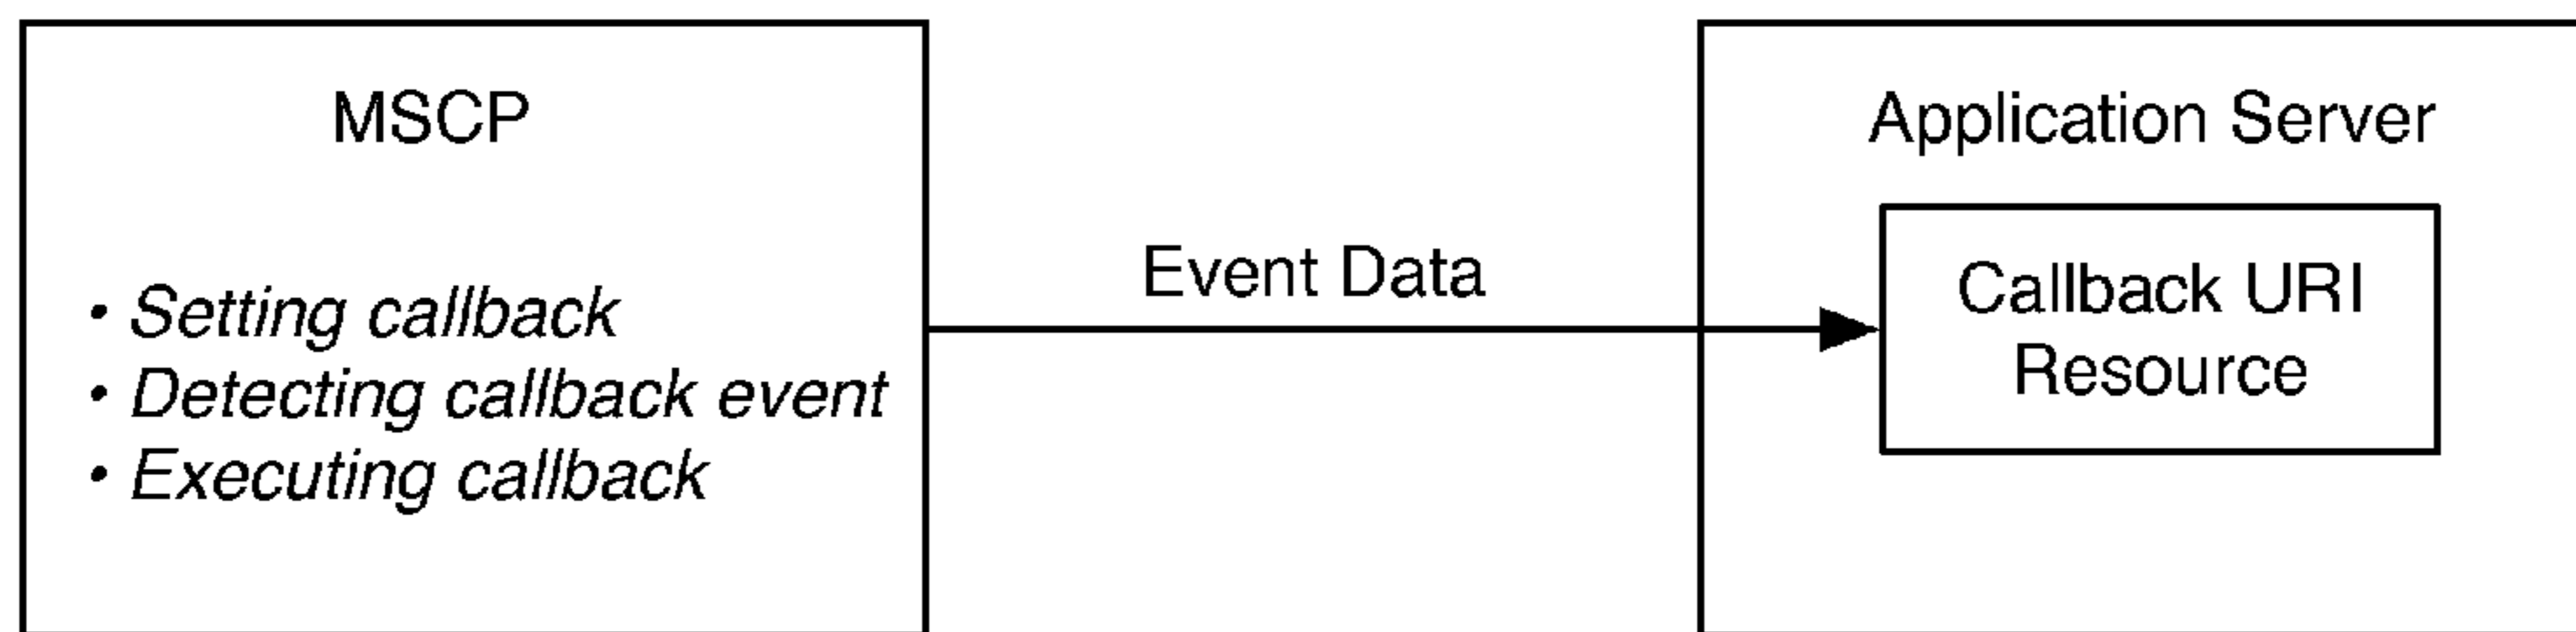 MSCP
• Setting callback
• Detecting callback event
• Executing callback
Event Data
Application Server
Callback URI
Resource